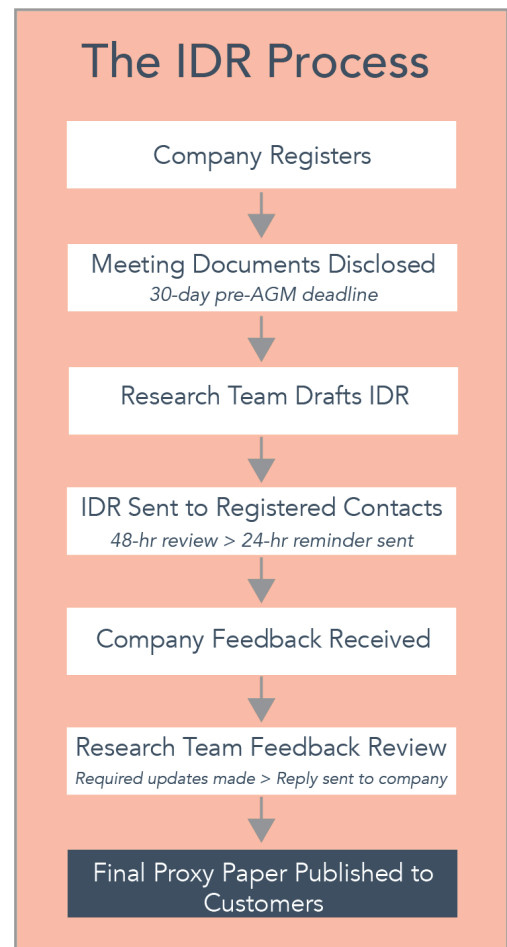 The IDR Process
Company Registers
Meeting Documents Disclosed
30-day pre-AGM deadline
Research Team Drafts IDR
IDR Sent to Registered Contacts
48-hr review > 24-hr reminder sent
Company Feedback Received
Research Team Feedback Review
Required updates made > Reply sent to company
Final Proxy Paper Published to
Customers